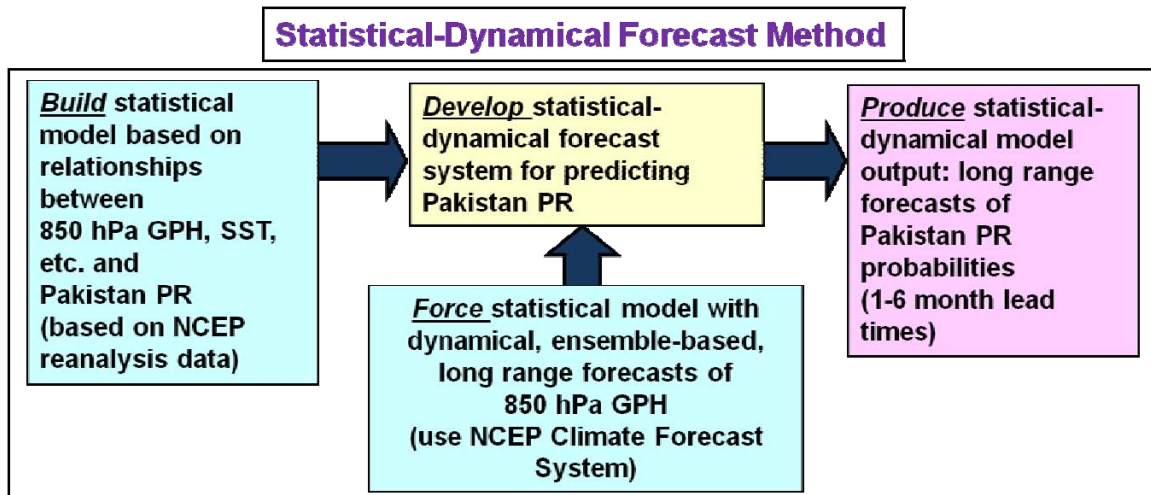 Statistical-Dynamical Forecast Method
Build statistical
model based on
relationships
between
850 hPa GPH, SST,
etc. and
Pakistan PR
(based on NCEP
reanalysis data)
Develop statistical-
dynamical forecast
system for predicting
Pakistan PR
Force statistical model with
dynamical, ensemble-based,
long range forecasts of
850 hPa GPH
(use NCEP Climate Forecast
System)
Produce statistical-
dynamical model
output: long range
forecasts of
Pakistan PR
probabilities
(1-6 month lead
times)